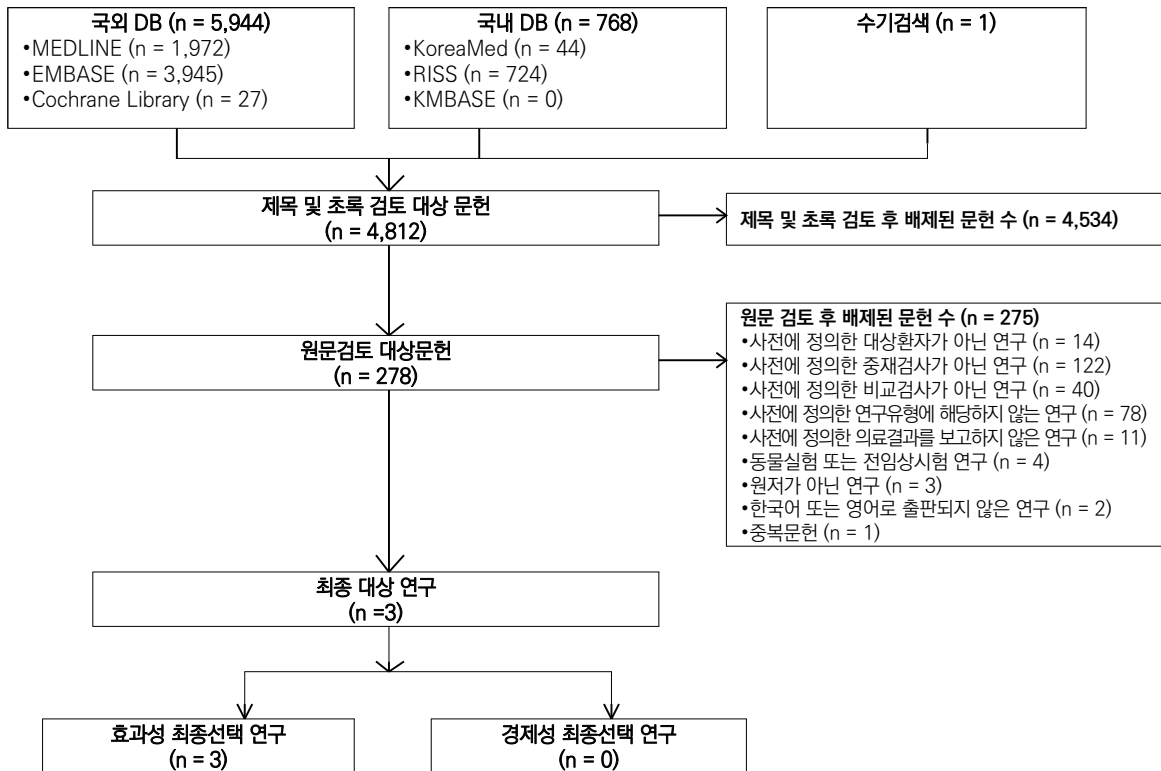 국외 DB (n = 5,944)
•MEDLINE (n = 1,972)
•EMBASE (n = 3,945)
•Cochrane Library (n = 27)
국내 DB (n = 768)
•KoreaMed (n = 44)
•RISS (n = 724)
•KMBASE (n = 0)
수기검색 (n = 1)
제목 및 초록 검토 대상 문헌
(n = 4,812)
제목 및 초록 검토 후 배제된 문헌 수 (n = 4,534)
원문검토 대상문헌
(n = 278)
원문 검토 후 배제된 문헌 수 (n = 275)
•사전에 정의한 대상환자가 아닌 연구 (n = 14)
•사전에 정의한 중재검사가 아닌 연구 (n = 122)
•사전에 정의한 비교검사가 아닌 연구 (n = 40)
•사전에 정의한 연구유형에 해당하지 않는 연구 (n = 78)
•사전에 정의한 의료결과를 보고하지 않은 연구 (n = 11)
•동물실험 또는 전임상시험 연구 (n = 4)
•원저가 아닌 연구 (n = 3)
•한국어 또는 영어로 출판되지 않은 연구 (n = 2)
•중복문헌 (n = 1)
최종 대상 연구
(n =3)
효과성 최종선택 연구
(n = 3)
경제성 최종선택 연구
(n = 0)